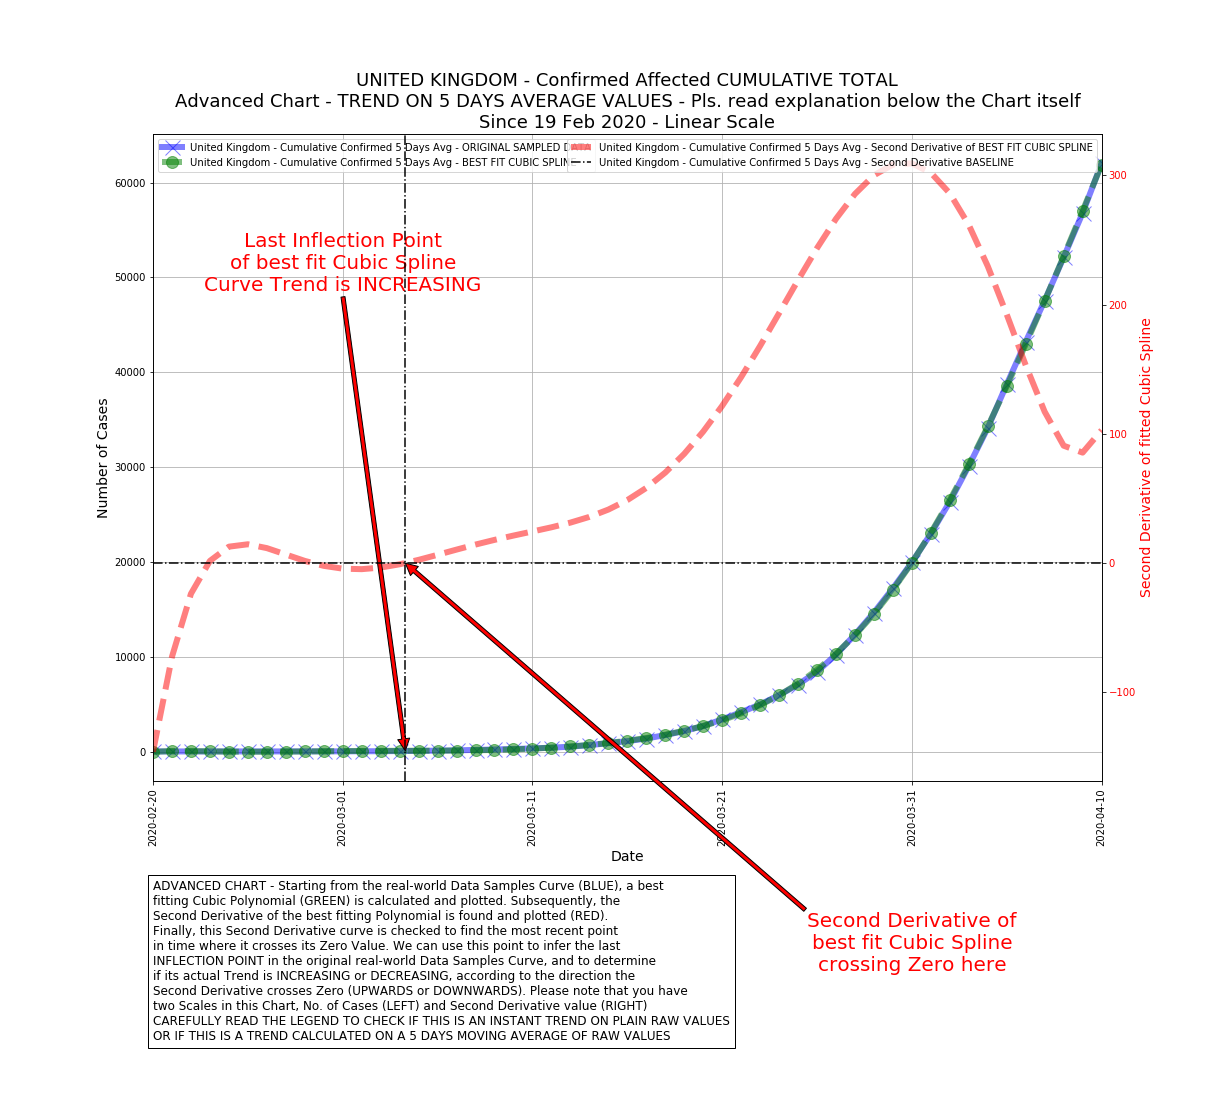 UNITED KINGDOM - Confirmed Affected CUMULATIVE TOTAL
Advanced Chart - TREND ON 5 DAYS AVERAGE VALUES - Pls. read explanation below the Chart itself
Since 19 Feb 2020 - Linear Scale
United Kingdom - Cumulative Confirmed 5 Days Avg - ORIGINAL SAMPLED DATA
United Kingdom - Cumulative Confirmed 5 Days Avg - BEST FIT CUBIC SPLINE
United Kingdom - Cumulative Confirmed 5 Days Avg - Second Derivative of BEST FIT CUBIC SPLINE
United Kingdom - Cumulative Confirmed 5 Days Avg - Second Derivative BASELINE
Last Inflection Point
of best fit Cubic Spline
Curve Trend is INCREASING
Number of Cases
60000
50000
40000
30000
20000
10000
0
300
200
100
0
−100
Second Derivative of fitted Cubic Spline
2020-02-20
2020-03-01
2020-03-11
2020-03-21
2020-03-31
2020-04-10
Date
ADVANCED CHART - Starting from the real-world Data Samples Curve (BLUE), a best
fitting Cubic Polynomial (GREEN) is calculated and plotted. Subsequently, the
Second Derivative of the best fitting Polynomial is found and plotted (RED).
Finally, this Second Derivative curve is checked to find the most recent point
in time where it crosses its Zero Value. We can use this point to infer the last
INFLECTION POINT in the original real-world Data Samples Curve, and to determine
if its actual Trend is INCREASING or DECREASING, according to the direction the
Second Derivative crosses Zero (UPWARDS or DOWNWARDS). Please note that you have
two Scales in this Chart, No. of Cases (LEFT) and Second Derivative value (RIGHT)
CAREFULLY READ THE LEGEND TO CHECK IF THIS IS AN INSTANT TREND ON PLAIN RAW VALUES
OR IF THIS IS A TREND CALCULATED ON A 5 DAYS MOVING AVERAGE OF RAW VALUES
Second Derivative of
best fit Cubic Spline
crossing Zero here